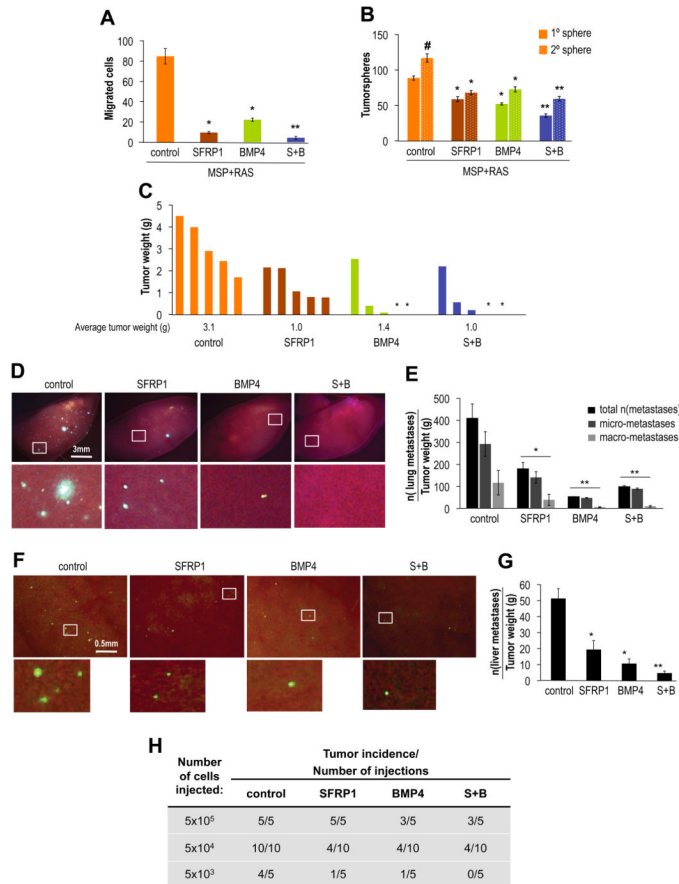 A
Migrated cells
100
80
60
40
20
0
*
*
**
control SFRP1 BMP4 S+B
MSP+RAS
B
Tumorspheres
150
100
50
0
1º sphere
2º sphere
#
* *
* *
** **
control SFRP1 BMP4 S+B
MSP+RAS
C
Tumor weight (g)
5
4
3
2
1
0
* *
* *
Average tumor weight (g) 3.1 1.0 1.4 1.0
control SFRP1 BMP4 S+B
D
control SFRP1 BMP4 S+B
3mm
E
n( lung metastases)
Tumor weight (g)
500
400
300
200
100
0
total n(metastases)
micro-metastases
macro-metastases
*
**
**
control SFRP1 BMP4 S+B
F
control SFRP1 BMP4 S+B
0.5mm
G
n(liver metastases)
Tumor weight (g)
60
50
40
30
20
10
0
*
*
**
control SFRP1 BMP4 S+B
H
Number of cells injected:
Tumor incidence/
Number of injections
control SFRP1 BMP4 S+B
5x10⁵ 5/5 5/5 3/5 3/5
5x10⁴ 10/10 4/10 4/10 4/10
5x10³ 4/5 1/5 1/5 0/5